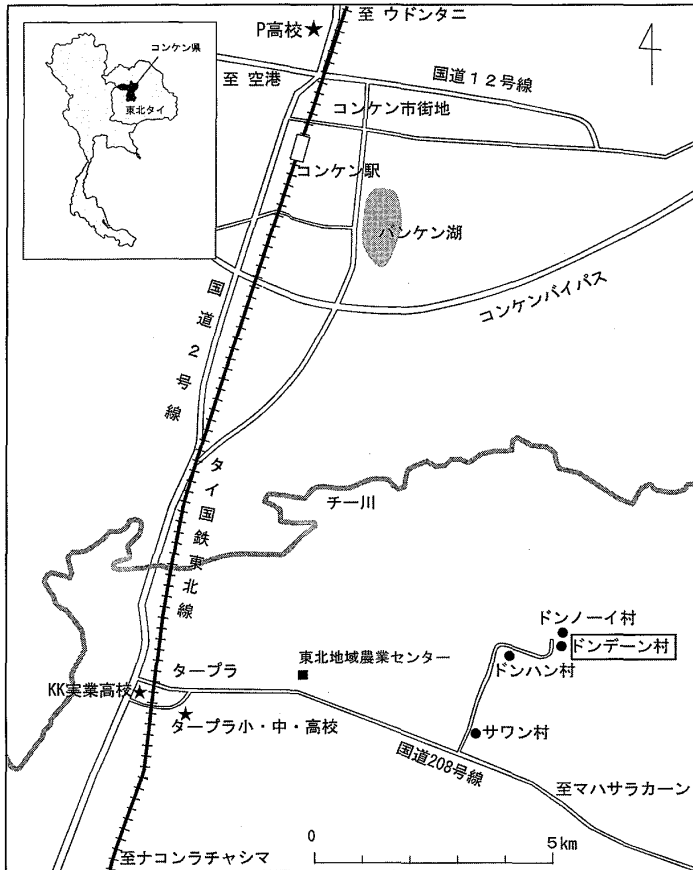 至 ウドンタニ
P高校
コンケン県
東北タイ
至 空港
国道12号線
コンケン市街地
コンケン駅
バンケン湖
コンケンバイパス
国道2号線
タイ国鉄東北線
チー川
ドンノーイ村
ドンデーン村
ドンハン村
東北地域農業センター
タープラ
KK実業高校
タープラ小・中・高校
サワン村
国道208号線
至マハサラカーン
至ナコンラチャシマ
0
5km